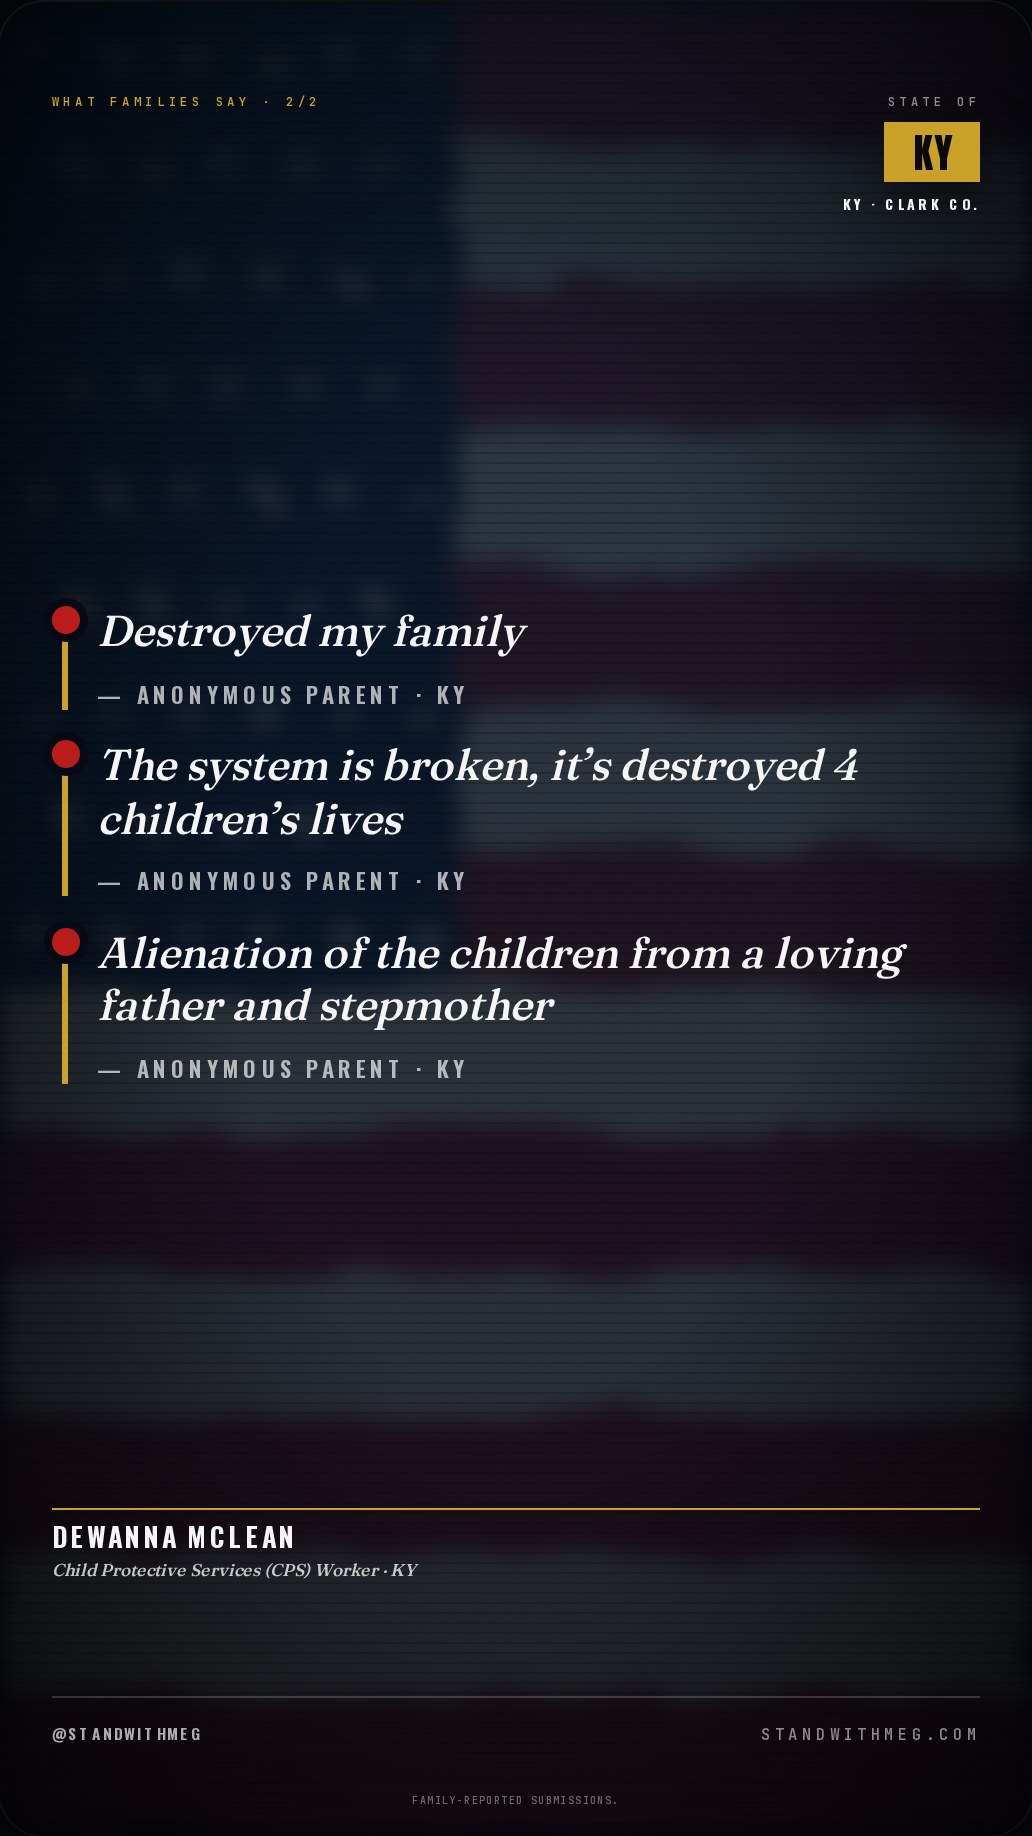 WHAT FAMILIES SAY · 2/2
STATE OF
KY
KY · CLARK CO.
Destroyed my family
— ANONYMOUS PARENT · KY
The system is broken, it’s destroyed 4
children’s lives
— ANONYMOUS PARENT · KY
Alienation of the children from a loving
father and stepmother
— ANONYMOUS PARENT · KY
DEWANNA MCLEAN
Child Protective Services (CPS) Worker · KY
@STANDWITHMEG
STANDWITHMEG.COM
FAMILY-REPORTED SUBMISSIONS.